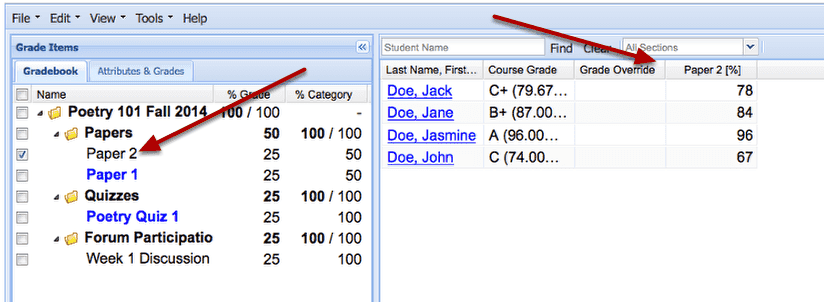 File Edit View Tools Help
Grade Items
Gradebook Attributes & Grades
Name % Grade % Category
Poetry 101 Fall 2014 100 / 100 -
Papers 50 100 / 100
Paper 2 25 50
Paper 1 25 50
Quizzes 25 100 / 100
Poetry Quiz 1 25 100
Forum Participatio 25 100 / 100
Week 1 Discussion 25 100
Student Name Find Clear All Sections
Last Name, First... Course Grade Grade Override Paper 2 [%]
Doe, Jack C+ (79.67... 78
Doe, Jane B+ (87.00... 84
Doe, Jasmine A (96.00... 96
Doe, John C (74.00... 67